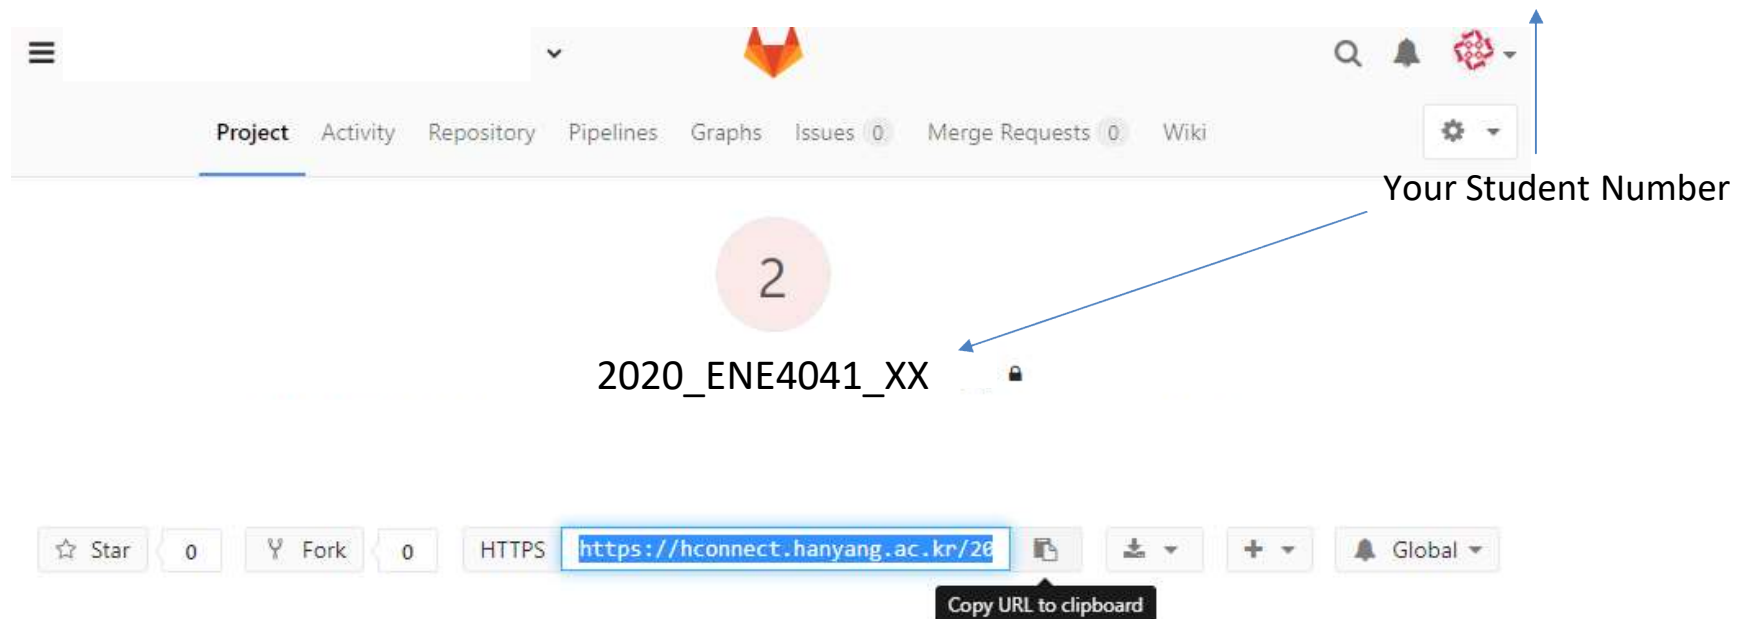 Project Activity Repository Pipelines Graphs Issues 0 Merge Requests 0 Wiki
Your Student Number
2
2020_ENE4041_XX
Star 0 Fork 0 HTTPS https://hconnect.hanyang.ac.kr/20 Global
Copy URL to clipboard